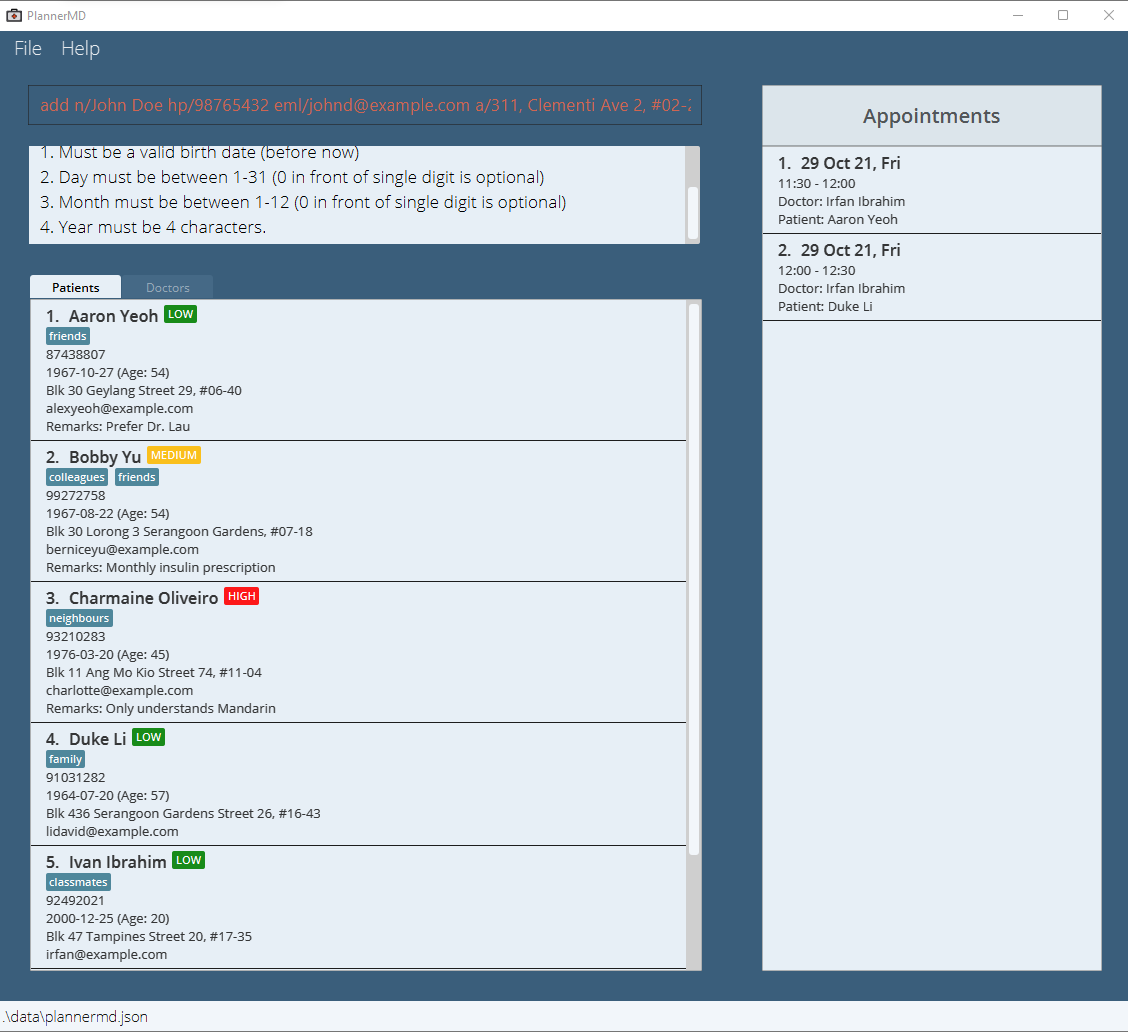 PlannerMD
File Help
add n/John Doe hp/98765432 eml/johnd@example.com a/311, Clementi Ave 2, #02-
1. Must be a valid birth date (before now)
2. Day must be between 1-31 (0 in front of single digit is optional)
3. Month must be between 1-12 (0 in front of single digit is optional)
4. Year must be 4 characters.
Patients Doctors
1. Aaron Yeoh LOW
friends
87438807
1967-10-27 (Age: 54)
Blk 30 Geylang Street 29, #06-40
alexyeoh@example.com
Remarks: Prefer Dr. Lau
2. Bobby Yu MEDIUM
colleagues friends
99272758
1967-08-22 (Age: 54)
Blk 30 Lorong 3 Serangoon Gardens, #07-18
berniceyu@example.com
Remarks: Monthly insulin prescription
3. Charmaine Oliveiro HIGH
neighbours
93210283
1976-03-20 (Age: 45)
Blk 11 Ang Mo Kio Street 74, #11-04
charlotte@example.com
Remarks: Only understands Mandarin
4. Duke Li LOW
family
91031282
1964-07-20 (Age: 57)
Blk 436 Serangoon Gardens Street 26, #16-43
lidavid@example.com
5. Ivan Ibrahim LOW
classmates
92492021
2000-12-25 (Age: 20)
Blk 47 Tampines Street 20, #17-35
irfan@example.com
Appointments
1. 29 Oct 21, Fri
11:30 - 12:00
Doctor: Irfan Ibrahim
Patient: Aaron Yeoh
2. 29 Oct 21, Fri
12:00 - 12:30
Doctor: Irfan Ibrahim
Patient: Duke Li
.\data\plannermd.json